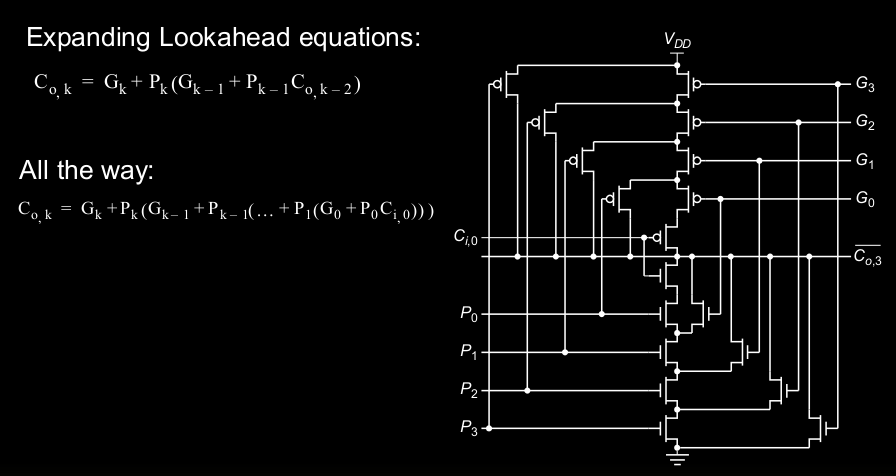 Expanding Lookahead equations:
C_{o,k} = G_k + P_k(G_{k-1} + P_{k-1}C_{o,k-2})
All the way:
C_{o,k} = G_k + P_k(G_{k-1} + P_{k-1}(... + P_1(G_0 + P_0C_{i,0})))
V_{DD}
G_3
G_2
G_1
G_0
C_{i,0}
\overline{C_{o,3}}
P_0
P_1
P_2
P_3